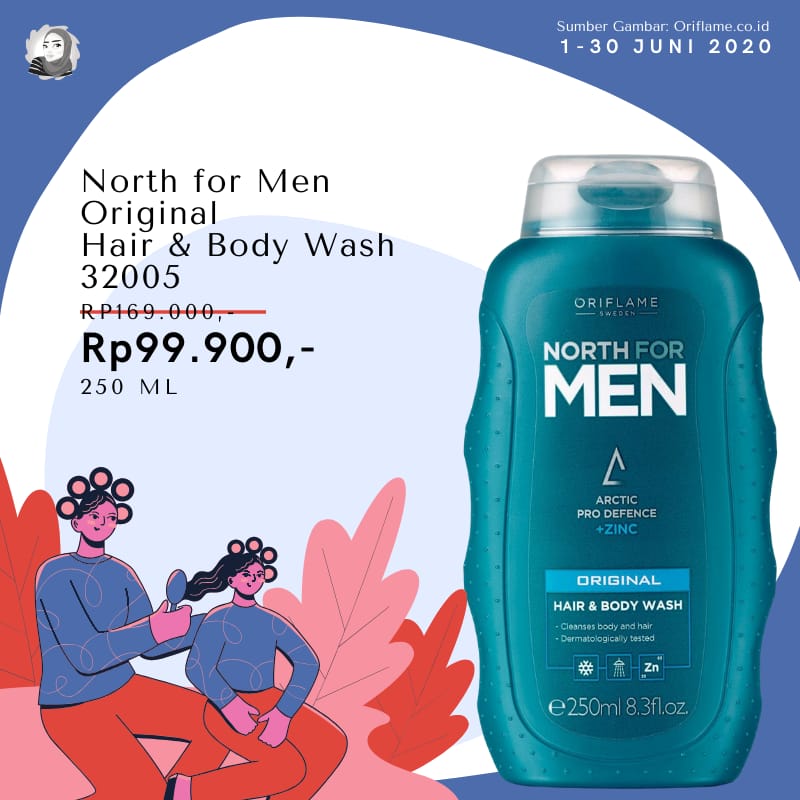 Sumber Gambar: Oriflame.co.id
1-30 JUNI 2020
North for Men
Original
Hair & Body Wash
32005
RP169.000,-
Rp99.900,-
250 ML
ORIFLAME
SWEDEN
NORTH FOR
MEN
ARCTIC
PRO DEFENCE
+ZINC
ORIGINAL
HAIR & BODY WASH
- Cleanses body and hair
- Dermatologically tested
Zn
e250ml 8.3fl.oz.